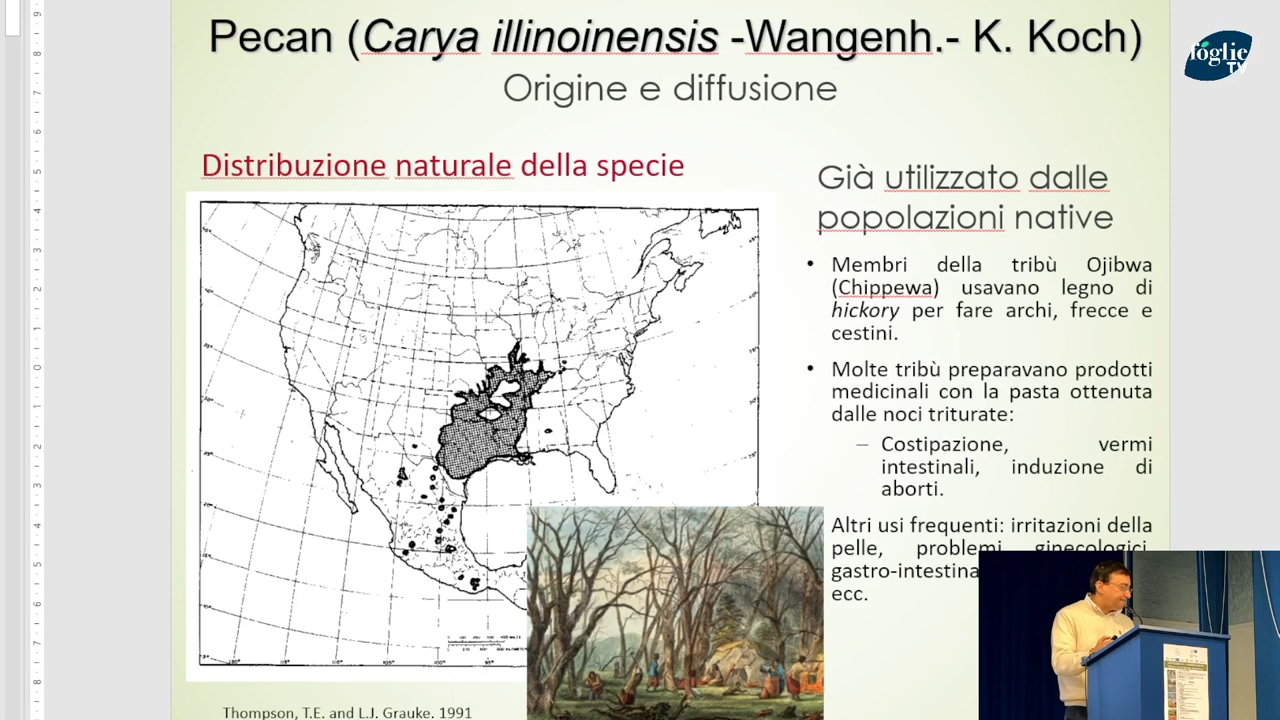 Pecan (Carya illinoinensis -Wangenh.- K. Koch)
Origine e diffusione
foglie
TV
Distribuzione naturale della specie
Già utilizzato dalle
popolazioni native
• Membri della tribù Ojibwa
(Chippewa) usavano legno di
hickory per fare archi, frecce e
cestini.
• Molte tribù preparavano prodotti
medicinali con la pasta ottenuta
dalle noci triturate:
– Costipazione, vermi
intestinali, induzione di
aborti.
Altri usi frequenti: irritazioni della
pelle, problemi ginecologici,
gastro-intestina
ecc.
Thompson, T.E. and L.J. Grauke. 1991